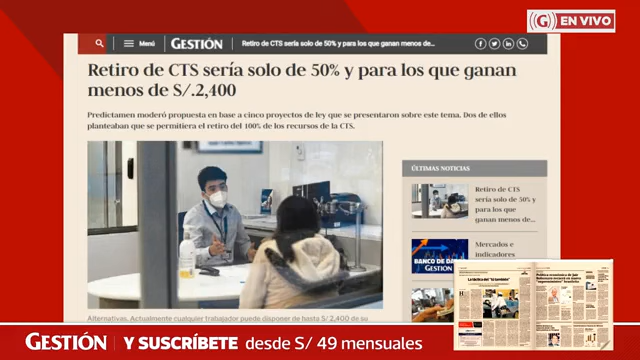 G EN VIVO
Menú GESTIÓN Retiro de CTS sería solo de 50% y para los que ganan menos de...
Retiro de CTS sería solo de 50% y para los que ganan
menos de S/.2,400
Predictamen moderó propuesta en base a cinco proyectos de ley que se presentaron sobre este tema. Dos de ellos
planteaban que se permitiera el retiro del 100% de los recursos de la CTS.
ÚLTIMAS NOTICIAS
Retiro de CTS
sería solo de 50% y
para los que
ganan menos de...
Mercados e
indicadores
BANCO DE DA
GESTIÓN
Alternativas. Actualmente cualquier trabajador puede disponer de hasta S/ 2,400 de su
GESTIÓN Y SUSCRÍBETE desde S/ 49 mensuales